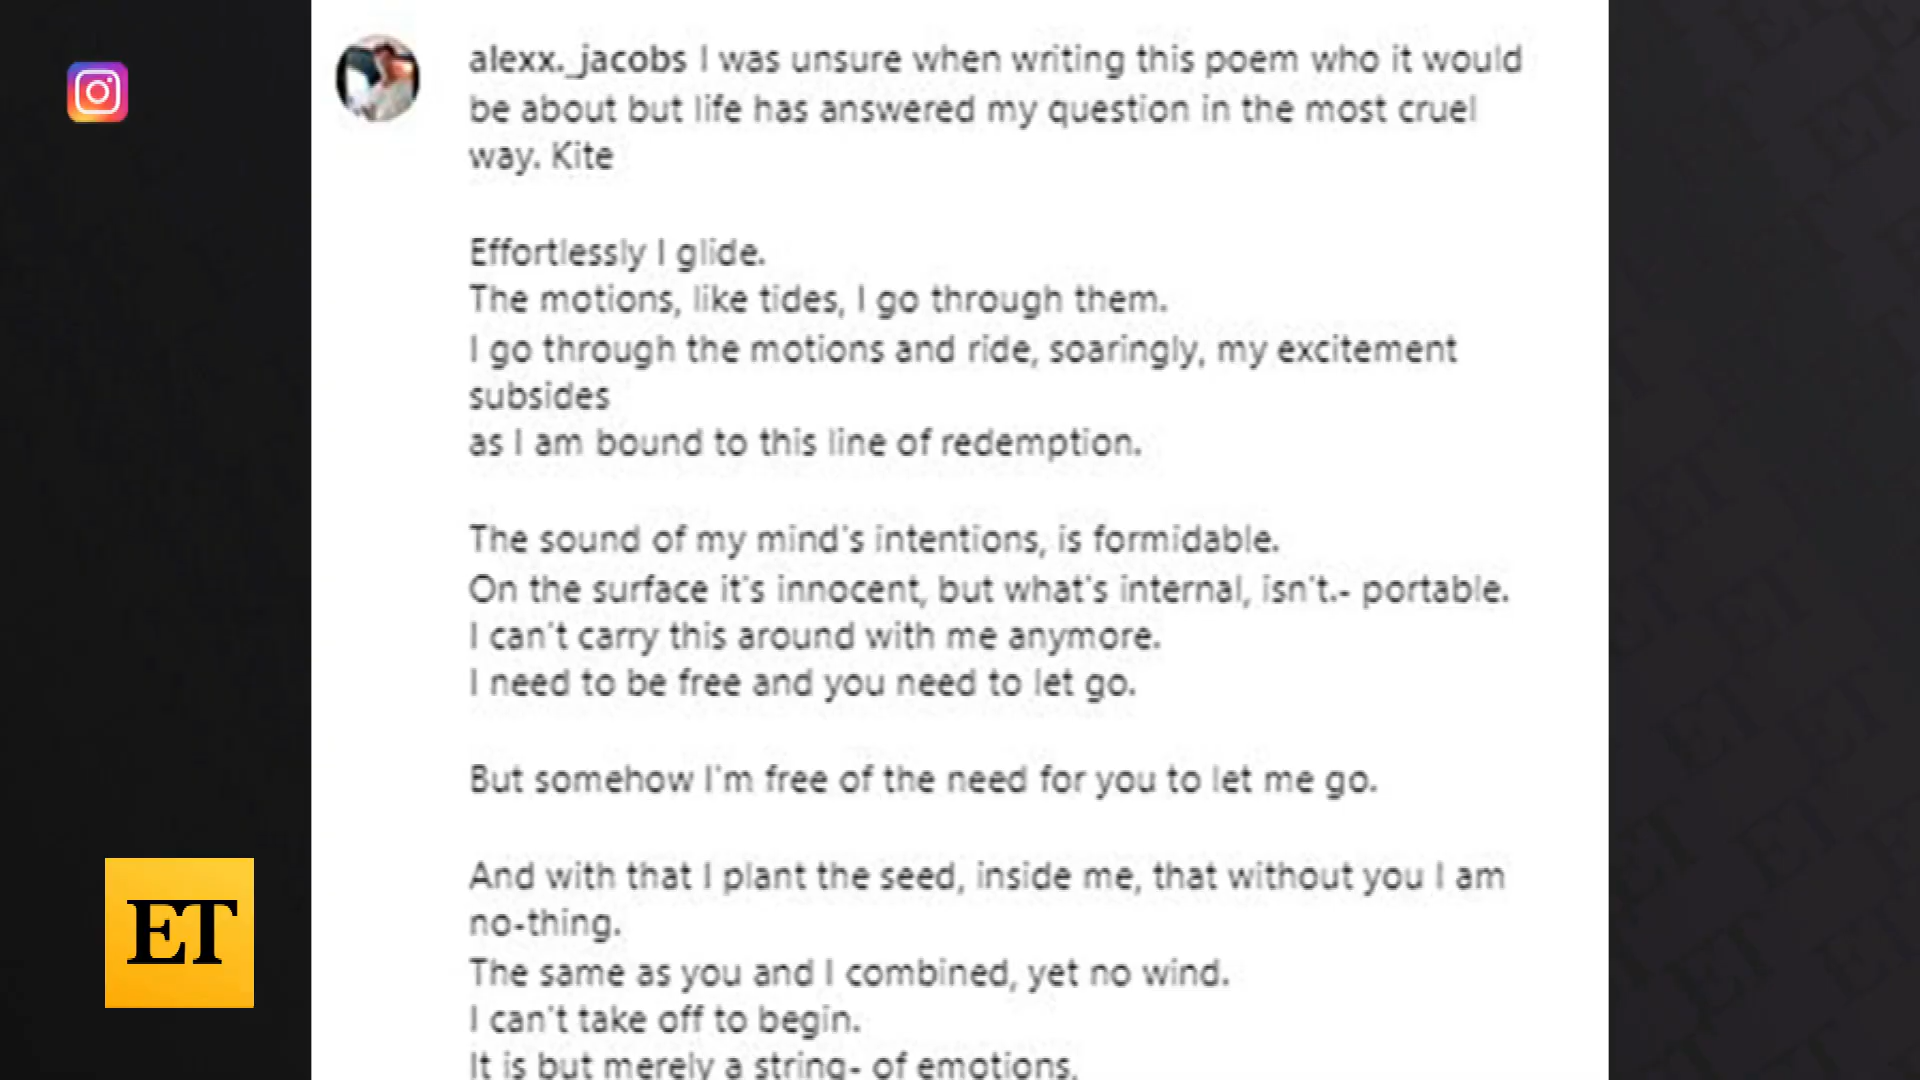 alexx._jacobs I was unsure when writing this poem who it would
be about but life has answered my question in the most cruel
way. Kite
Effortlessly I glide.
The motions, like tides, I go through them.
I go through the motions and ride, soaringly, my excitement
subsides
as I am bound to this line of redemption.
The sound of my mind's intentions, is formidable.
On the surface it's innocent, but what's internal, isn't.- portable.
I can't carry this around with me anymore.
I need to be free and you need to let go.
But somehow I'm free of the need for you to let me go.
And with that I plant the seed, inside me, that without you I am
no-thing.
The same as you and I combined, yet no wind.
I can't take off to begin.
It is but merely a string- of emotions,
ET